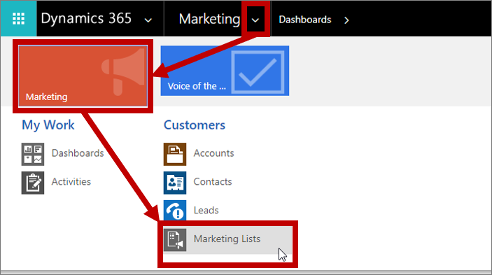 Dynamics 365 Marketing Dashboards
Marketing Voice of the ...
My Work Customers
Dashboards Accounts
Activities Contacts
Leads
Marketing Lists